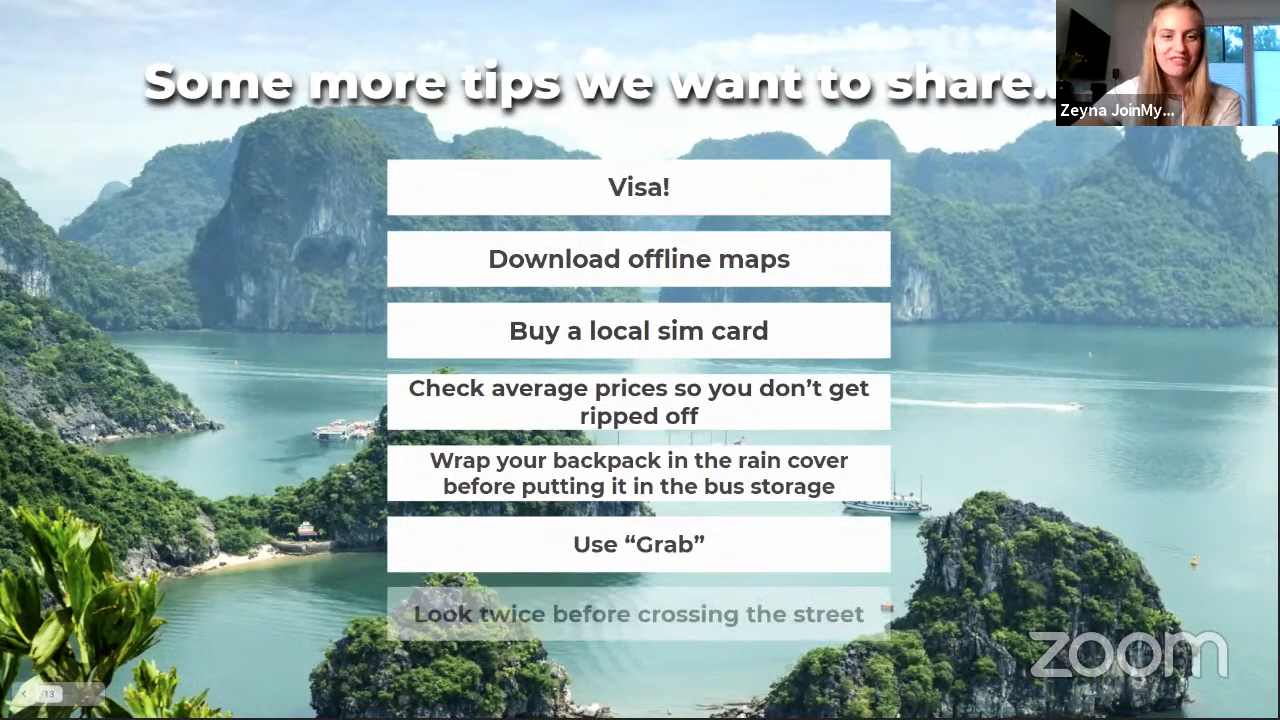 Some more tips we want to share..
Zeyna JoinMy...
Visa!
Download offline maps
Buy a local sim card
Check average prices so you don’t get
ripped off
Wrap your backpack in the rain cover
before putting it in the bus storage
Use “Grab”
Look twice before crossing the street
zoom
13